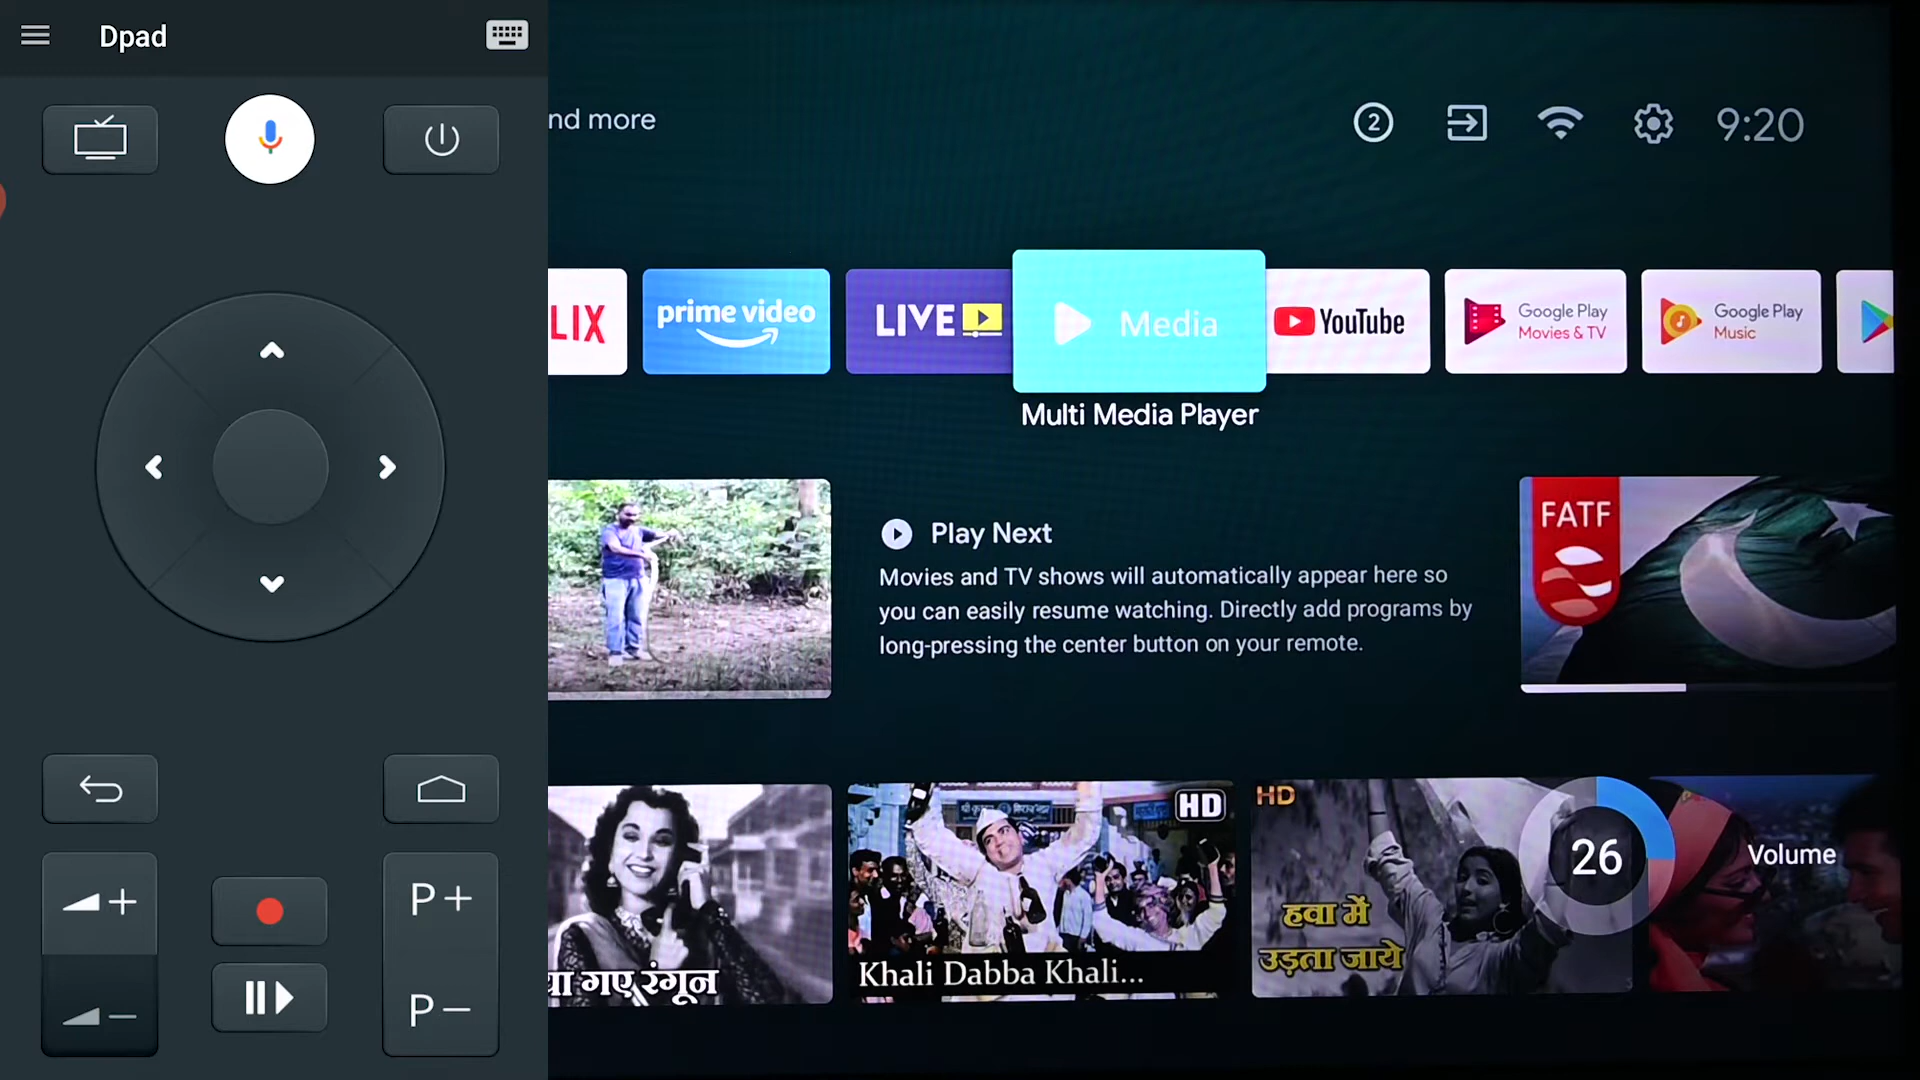 Dpad
nd more
2
9:20
LIX
prime video
LIVE
Media
YouTube
Google Play
Movies & TV
Google Play
Music
Multi Media Player
Play Next
Movies and TV shows will automatically appear here so
you can easily resume watching. Directly add programs by
long-pressing the center button on your remote.
FATF
HD
HD
26
Volume
हवा में
उड़ता जाये
गए रंगून
Khali Dabba Khali...
P+
P−